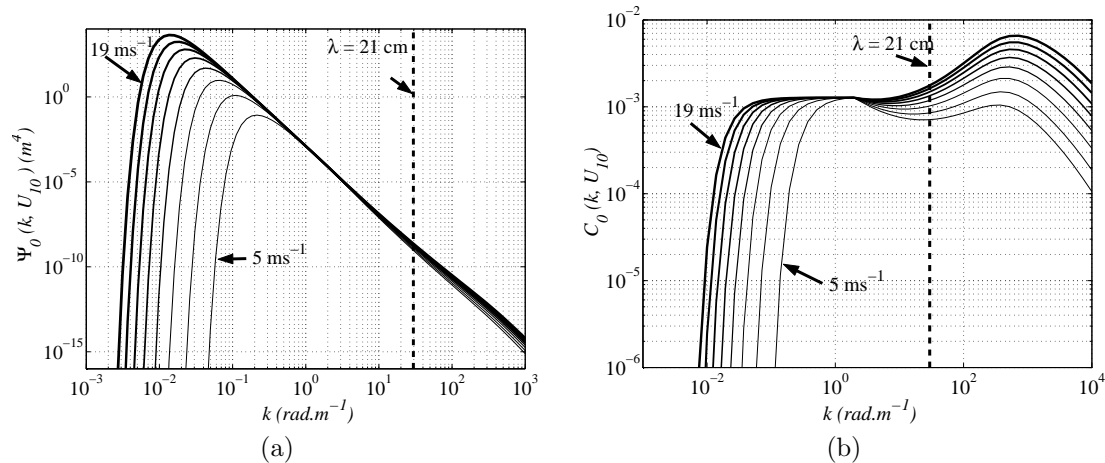 10⁰
10⁻⁵
10⁻¹⁰
10⁻¹⁵
Ψ₀ (k, U₁₀) (m⁴)
19 ms⁻¹
λ = 21 cm
5 ms⁻¹
10⁻³ 10⁻² 10⁻¹ 10⁰ 10¹ 10² 10³
k (rad.m⁻¹)
(a)
10⁻²
10⁻³
10⁻⁴
10⁻⁵
10⁻⁶
C₀ (k, U₁₀)
λ = 21 cm
19 ms⁻¹
5 ms⁻¹
10⁻² 10⁰ 10² 10⁴
k (rad.m⁻¹)
(b)